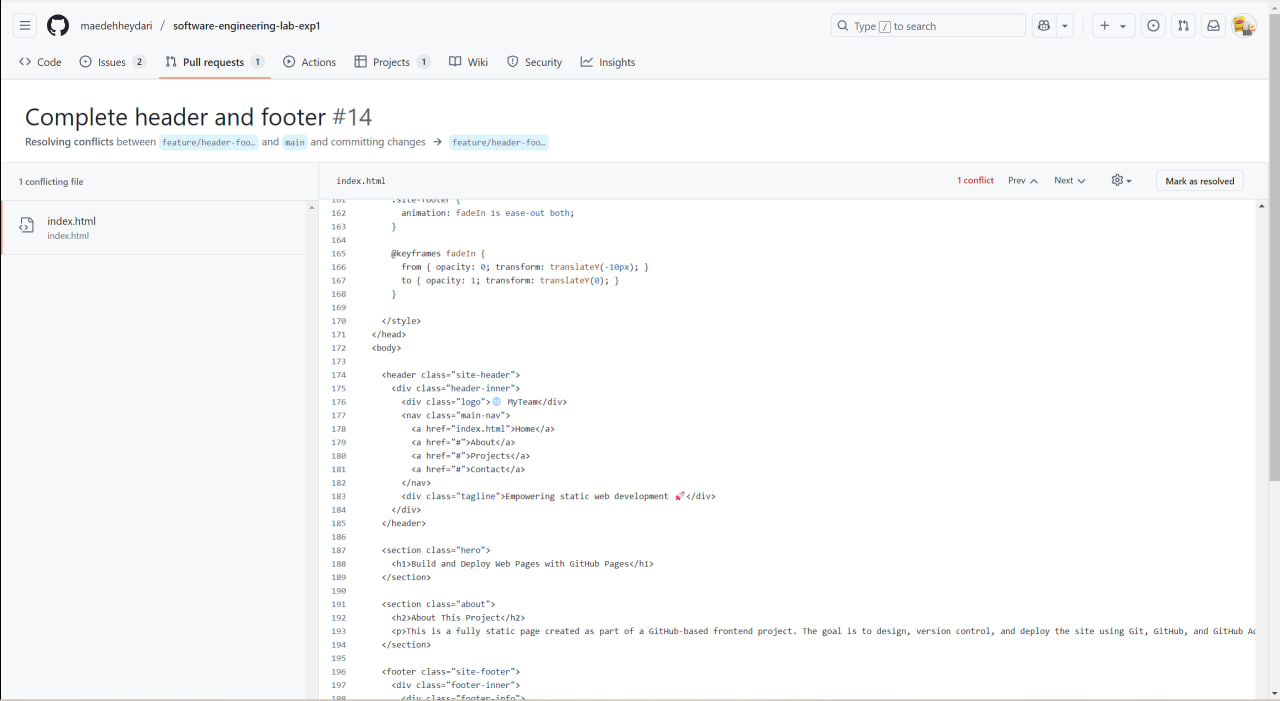 maedehheydari / software-engineering-lab-exp1
Type / to search
Code
Issues 2
Pull requests 1
Actions
Projects 1
Wiki
Security
Insights
Complete header and footer #14
Resolving conflicts between feature/header-foo… and main and committing changes → feature/header-foo…
1 conflicting file
index.html
index.html
index.html
1 conflict
Prev
Next
Mark as resolved
161 .site-footer {
162 animation: fadeIn 1s ease-out both;
163 }
164
165 @keyframes fadeIn {
166 from { opacity: 0; transform: translateY(-10px); }
167 to { opacity: 1; transform: translateY(0); }
168 }
169
170 </style>
171 </head>
172 <body>
173
174 <header class="site-header">
175 <div class="header-inner">
176 <div class="logo">🌐 MyTeam</div>
177 <nav class="main-nav">
178 <a href="index.html">Home</a>
179 <a href="#">About</a>
180 <a href="#">Projects</a>
181 <a href="#">Contact</a>
182 </nav>
183 <div class="tagline">Empowering static web development 🚀</div>
184 </div>
185 </header>
186
187 <section class="hero">
188 <h1>Build and Deploy Web Pages with GitHub Pages</h1>
189 </section>
190
191 <section class="about">
192 <h2>About This Project</h2>
193 <p>This is a fully static page created as part of a GitHub-based frontend project. The goal is to design, version control, and deploy the site using Git, GitHub, and GitHub Ac
194 </section>
195
196 <footer class="site-footer">
197 <div class="footer-inner">
198 <div class="footer-info">